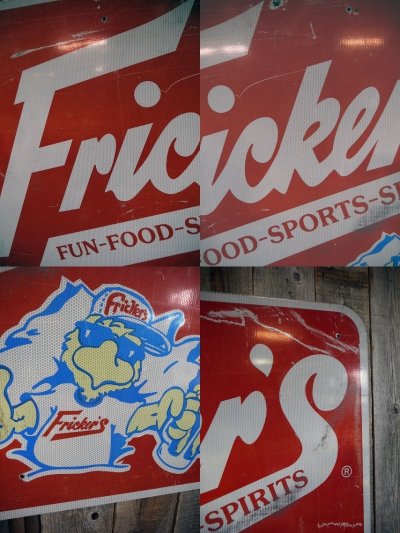 Fric
FUN-FOOD-S
icker
OOD-SPORTS-S
Frickers
Fricker's
r's
®
-SPIRITS